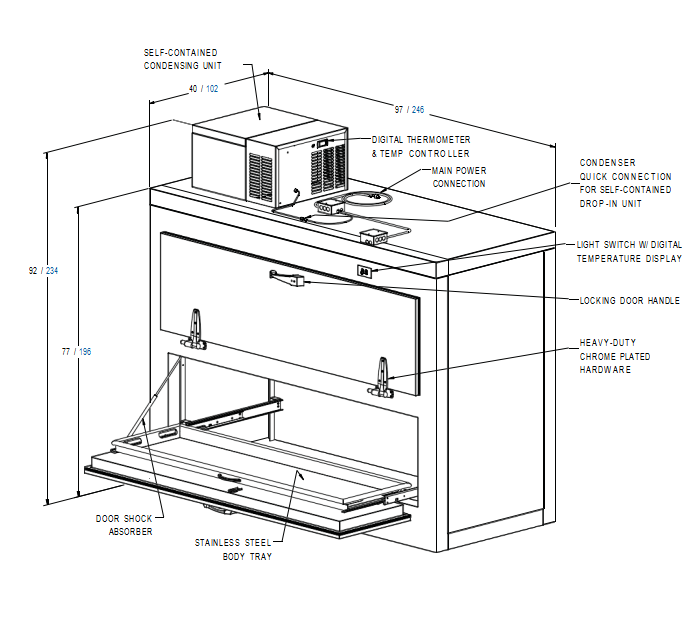 SELF-CONTAINED
CONDENSING UNIT
40 / 102
97 / 246
DIGITAL THERMOMETER
& TEMP CONTROLLER
MAIN POWER
CONNECTION
CONDENSER
QUICK CONNECTION
FOR SELF-CONTAINED
DROP-IN UNIT
LIGHT SWITCH W/ DIGITAL
TEMPERATURE DISPLAY
92 / 234
LOCKING DOOR HANDLE
77 / 196
HEAVY-DUTY
CHROME PLATED
HARDWARE
DOOR SHOCK
ABSORBER
STAINLESS STEEL
BODY TRAY